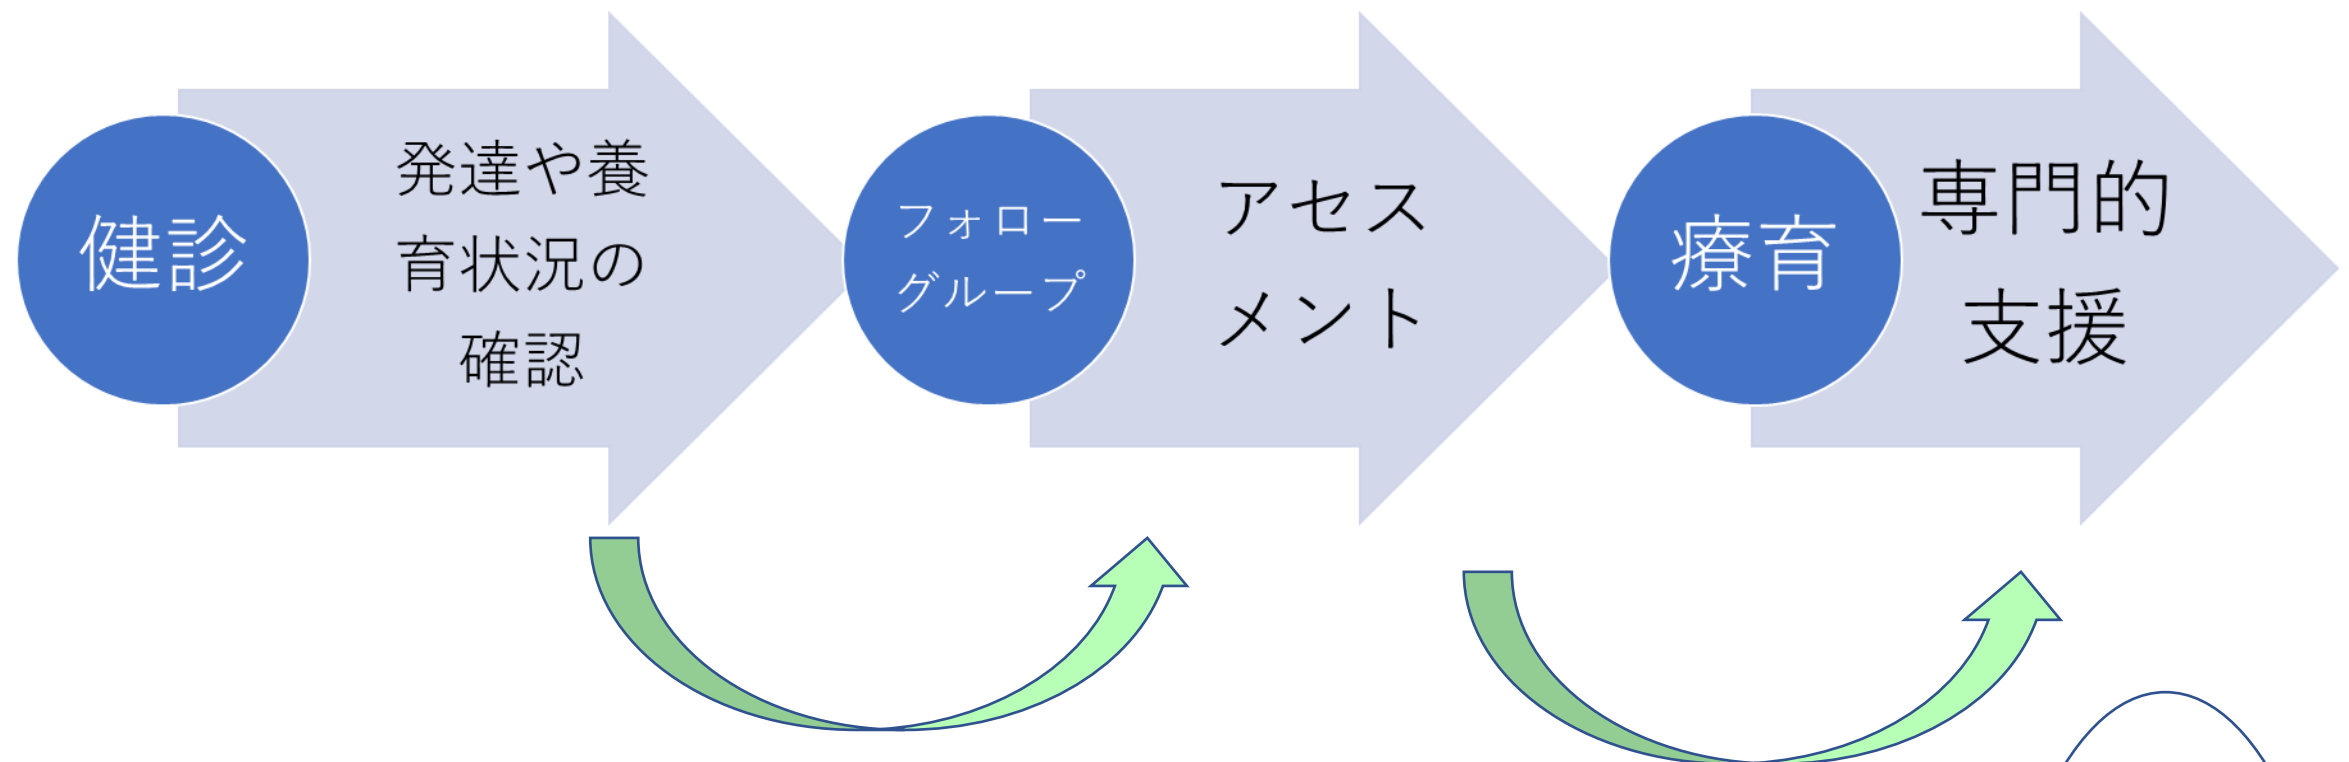 健診
発達や養
育状況の
確認
フォロー
グループ
アセス
メント
療育
専門的
支援